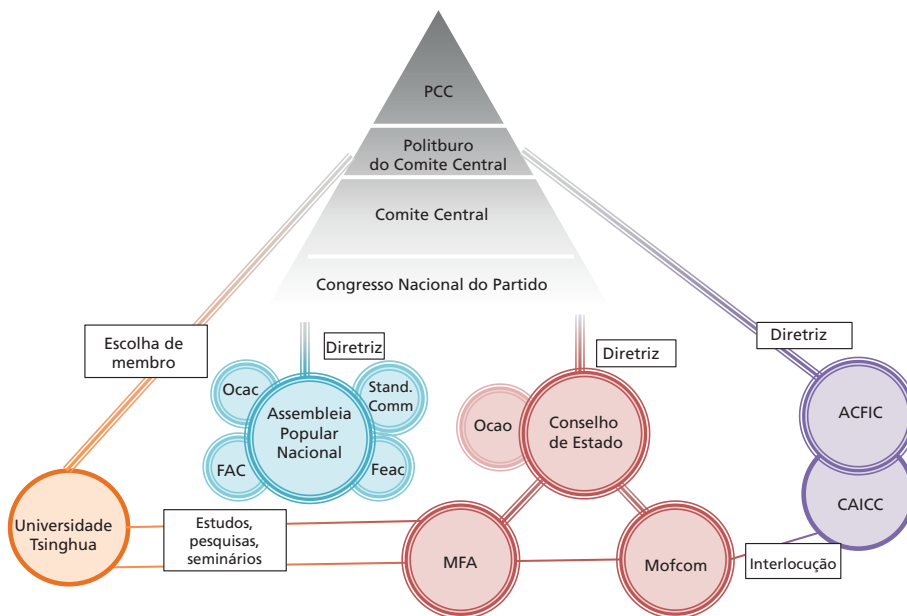 PCC
Politburo
do Comite Central
Comite Central
Congresso Nacional do Partido
Escolha de
membro
Diretriz
Diretriz
Diretriz
Ocac
Stand.
Comm
Assembleia
Popular
Nacional
FAC
Feac
Ocao
Conselho
de Estado
ACFIC
CAICC
Universidade
Tsinghua
Estudos,
pesquisas,
seminários
MFA
Mofcom
Interlocução